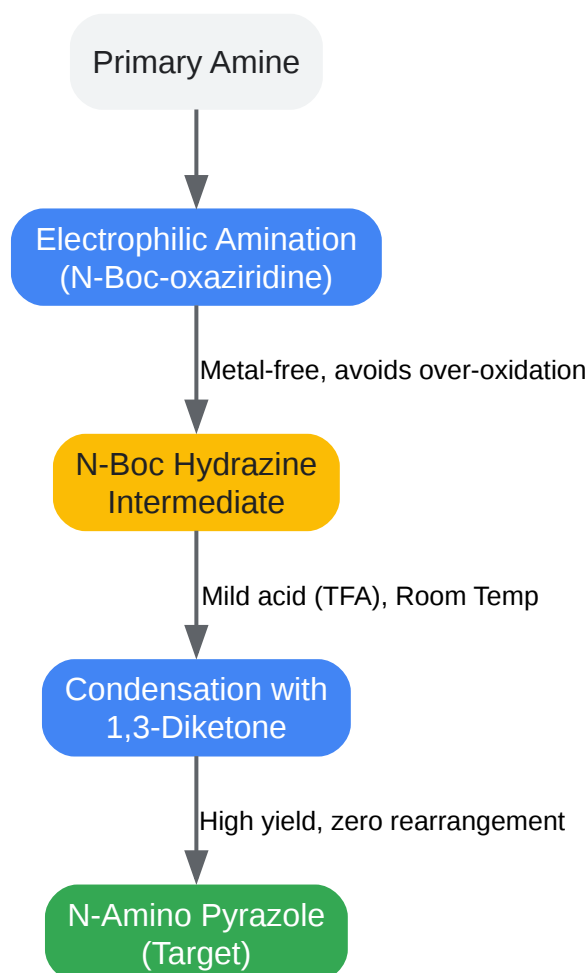 Primary Amine
Electrophilic Amination
(N-Boc-oxaziridine)
Metal-free, avoids over-oxidation
N-Boc Hydrazine
Intermediate
Mild acid (TFA), Room Temp
Condensation with
1,3-Diketone
High yield, zero rearrangement
N-Amino Pyrazole
(Target)